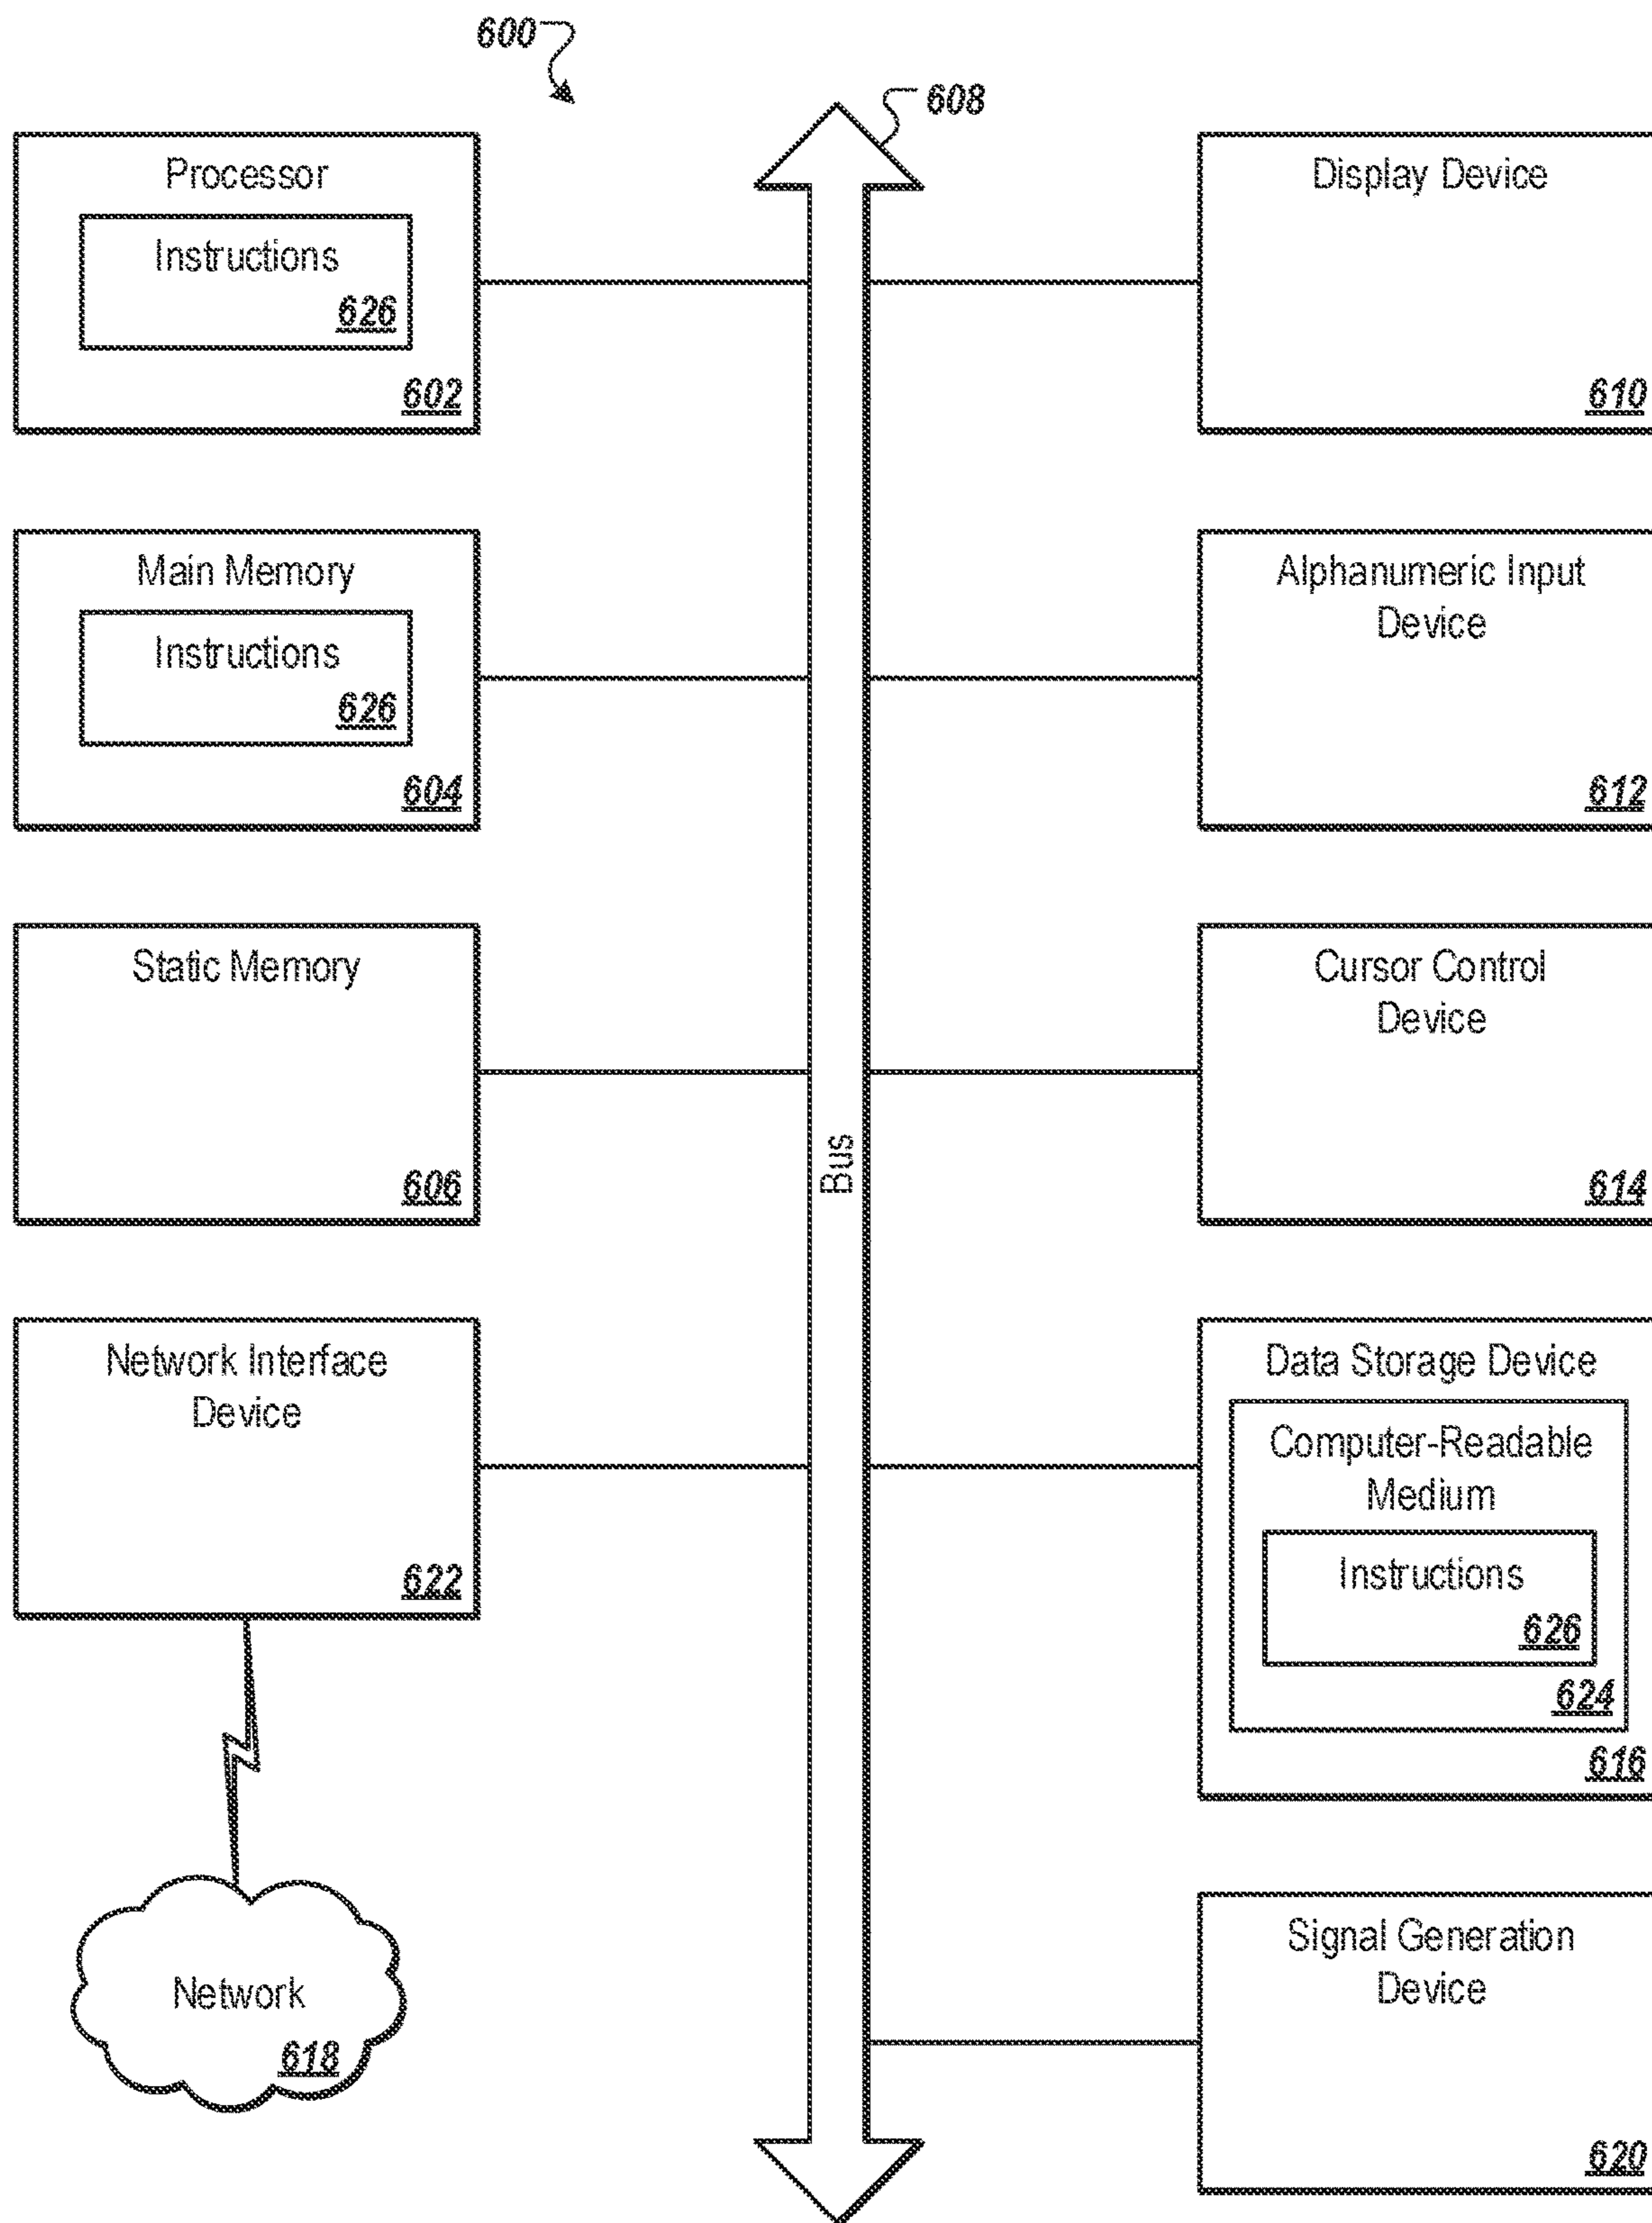 600
608
Processor
Instructions
626
602
Main Memory
Instructions
626
604
Static Memory
606
Network Interface
Device
622
Network
618
Bus
Display Device
610
Alphanumeric Input
Device
612
Cursor Control
Device
614
Data Storage Device
Computer-Readable
Medium
Instructions
626
624
616
Signal Generation
Device
620